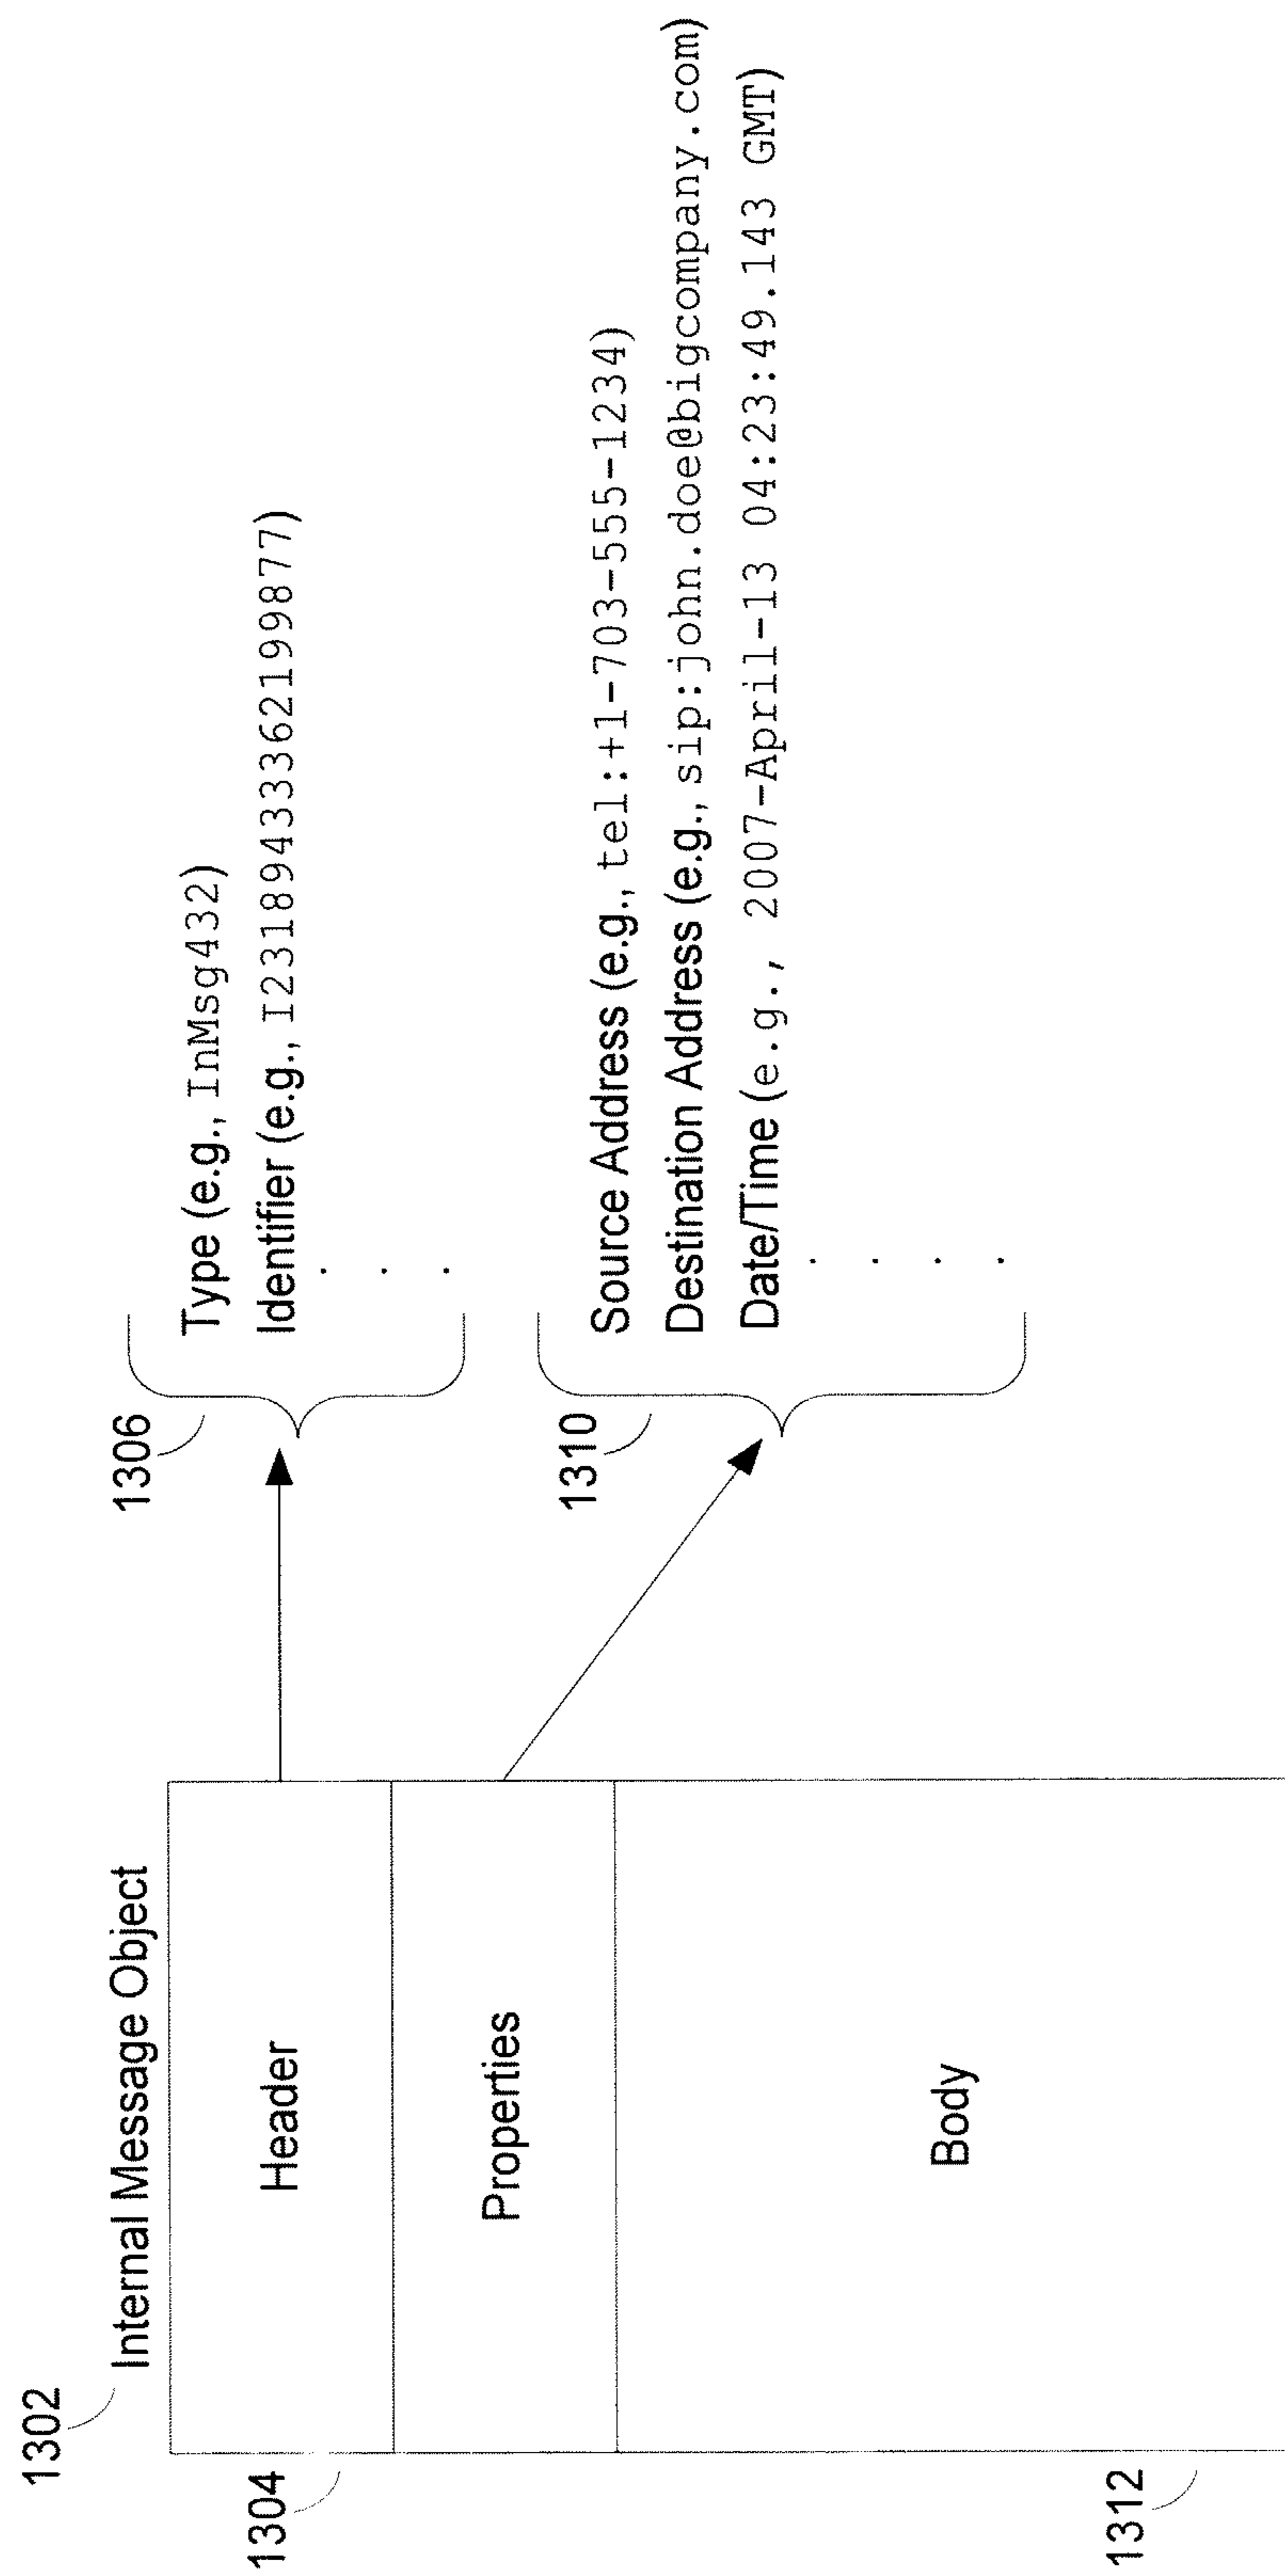 1302
Internal Message Object
1304
Header
Properties
1312
Body
1306
Type (e.g., InMsg432)
Identifier (e.g., I23189433362199877)
.
.
.
1310
Source Address (e.g., tel:+1-703-555-1234)
Destination Address (e.g., sip:john.doe@bigcompany.com)
Date/Time (e.g., 2007-April-13 04:23:49.143 GMT)
.
.
.
.